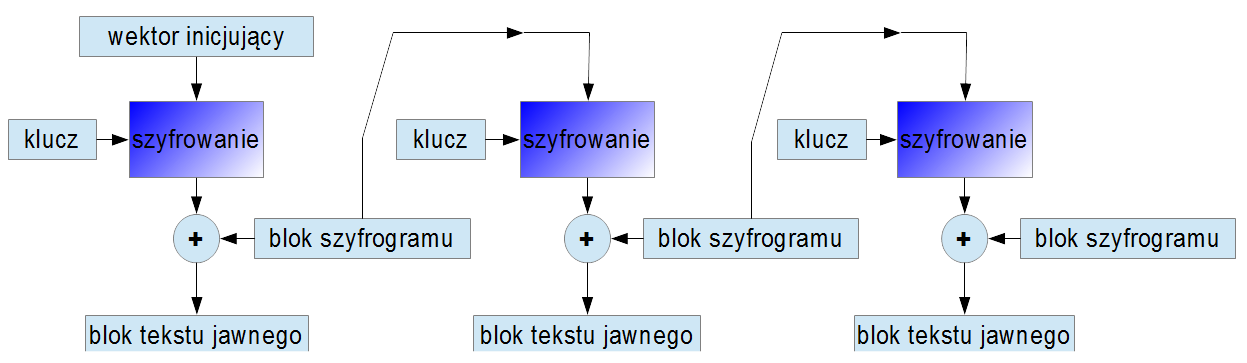 wektor inicjujący
klucz szyfrowanie klucz szyfrowanie klucz szyfrowanie
+ blok szyfrogramu + blok szyfrogramu + blok szyfrogramu
blok tekstu jawnego blok tekstu jawnego blok tekstu jawnego